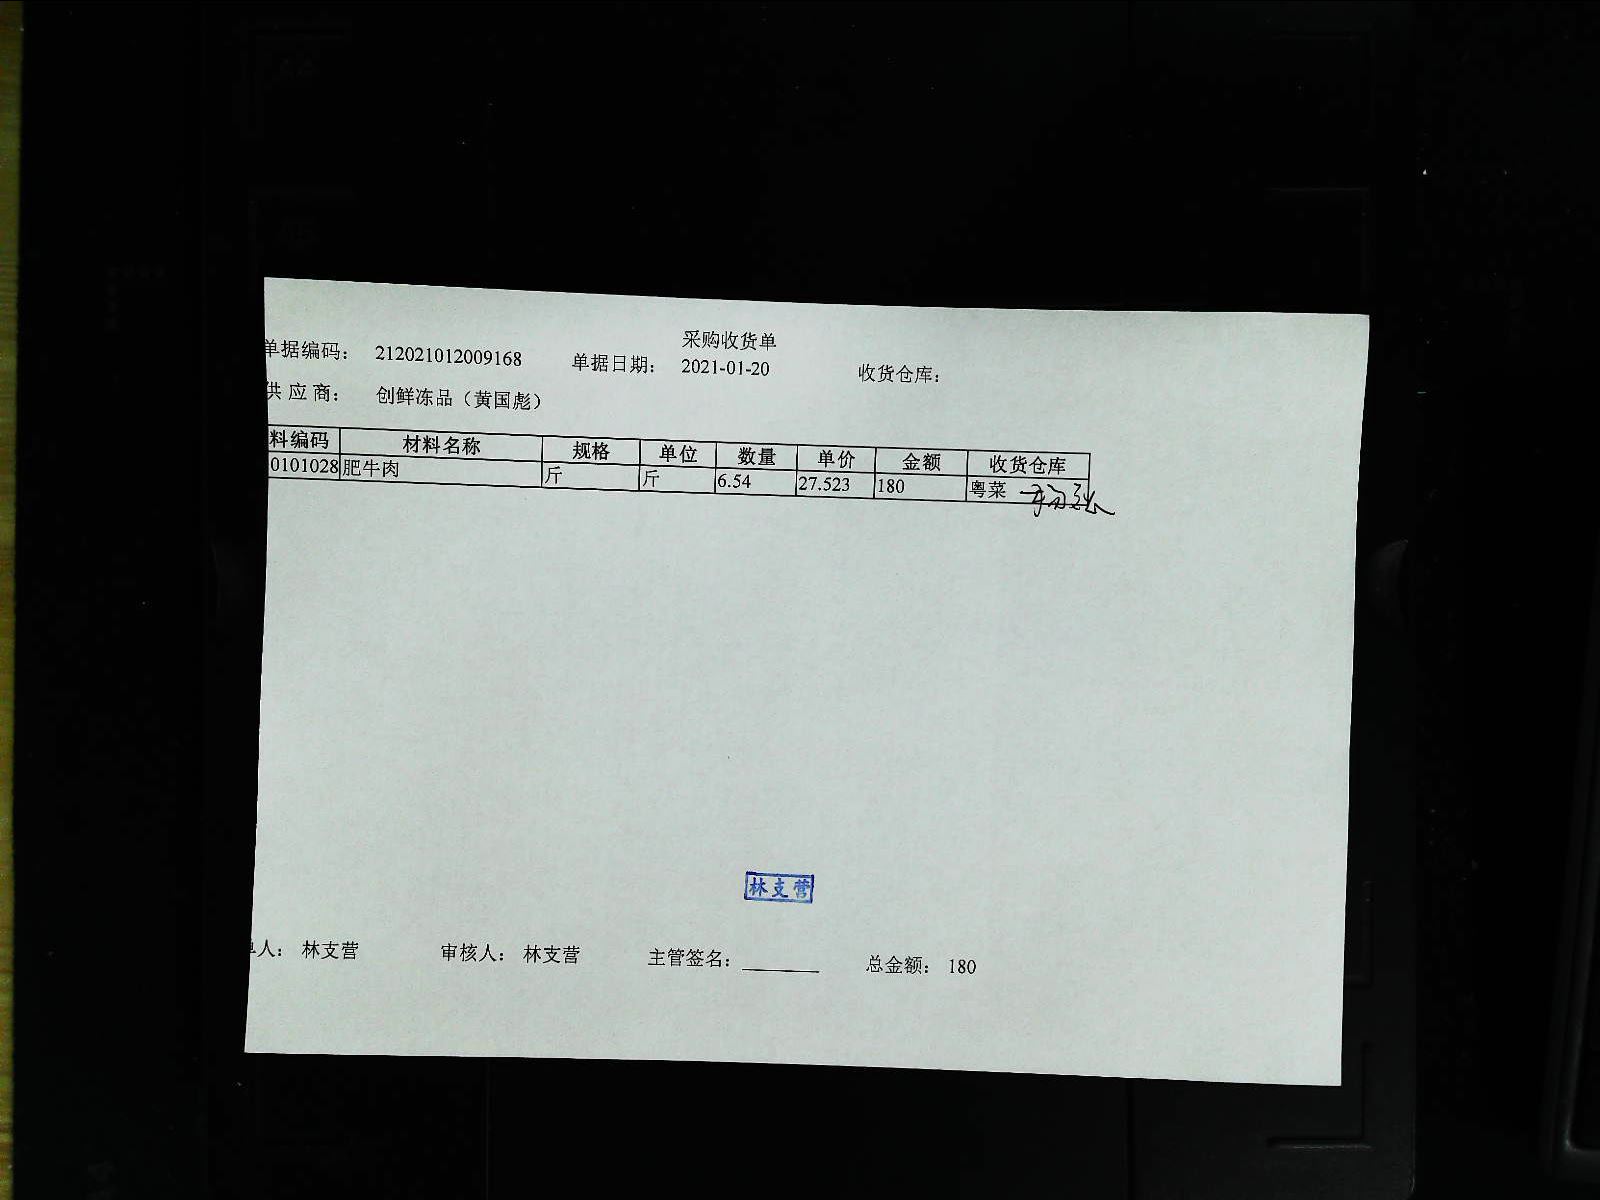 采购收货单
单据编码： 212021012009168 单据日期： 2021-01-20 收货仓库：
供 应 商： 创鲜冻品（黄国彪）
料编码 材料名称 规格 单位 数量 单价 金额 收货仓库
0101028 肥牛肉 斤 斤 6.54 27.523 180 粤菜
林支营
人： 林支营 审核人： 林支营 主管签名： 总金额： 180